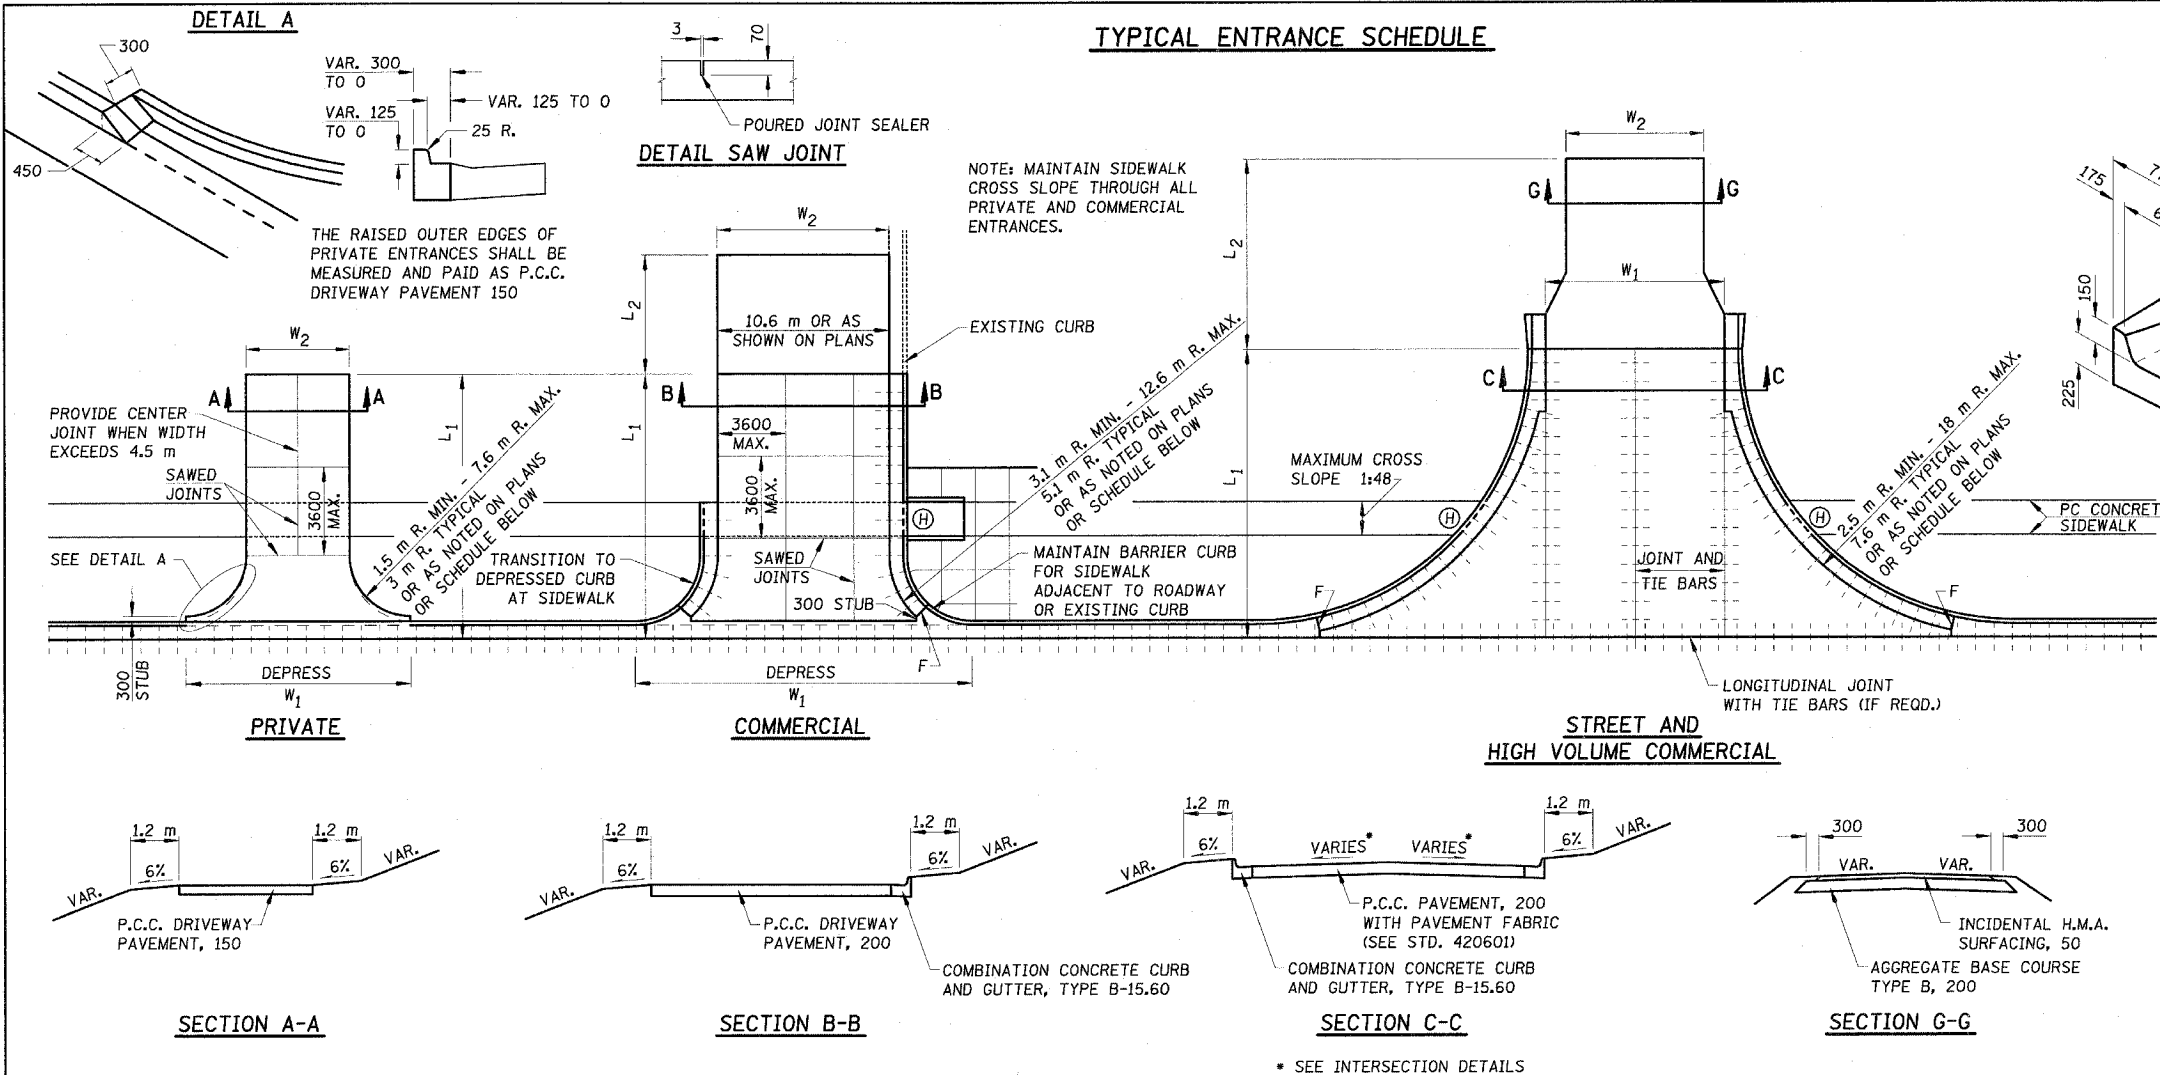 DETAIL A
300
450
VAR. 300
TO 0
VAR. 125
TO 0
VAR. 125 TO 0
25 R.
THE RAISED OUTER EDGES OF
PRIVATE ENTRANCES SHALL BE
MEASURED AND PAID AS P.C.C.
DRIVEWAY PAVEMENT 150
3
70
POURED JOINT SEALER
DETAIL SAW JOINT
TYPICAL ENTRANCE SCHEDULE
NOTE: MAINTAIN SIDEWALK
CROSS SLOPE THROUGH ALL
PRIVATE AND COMMERCIAL
ENTRANCES.
W2
A
A
PROVIDE CENTER
JOINT WHEN WIDTH
EXCEEDS 4.5 m
SAWED
JOINTS
3600
MAX.
L1
1.5 m R. MIN. - 7.6 m R. MAX.
3 m R. TYPICAL
OR AS NOTED ON PLANS
OR SCHEDULE BELOW
SEE DETAIL A
300
STUB
DEPRESS
W1
PRIVATE
W2
L2
10.6 m OR AS
SHOWN ON PLANS
EXISTING CURB
B
B
L1
3600
MAX.
3600
MAX.
H
3.1 m R. MIN. - 12.6 m R. MAX.
5.1 m R. TYPICAL
OR AS NOTED ON PLANS
OR SCHEDULE BELOW
TRANSITION TO
DEPRESSED CURB
AT SIDEWALK
SAWED
JOINTS
300 STUB
MAINTAIN BARRIER CURB
FOR SIDEWALK
ADJACENT TO ROADWAY
OR EXISTING CURB
F
DEPRESS
W1
COMMERCIAL
W2
G
G
L2
W1
C
C
L1
MAXIMUM CROSS
SLOPE 1:48
H
H
2.5 m R. MIN. - 18 m R. MAX.
7.6 m R. TYPICAL
OR AS NOTED ON PLANS
OR SCHEDULE BELOW
PC CONCRET
SIDEWALK
JOINT AND
TIE BARS
F
F
LONGITUDINAL JOINT
WITH TIE BARS (IF REQD.)
STREET AND
HIGH VOLUME COMMERCIAL
175
150
225
1.2 m
1.2 m
VAR.
6%
6%
VAR.
P.C.C. DRIVEWAY
PAVEMENT, 150
SECTION A-A
1.2 m
1.2 m
VAR.
6%
6%
VAR.
P.C.C. DRIVEWAY
PAVEMENT, 200
COMBINATION CONCRETE CURB
AND GUTTER, TYPE B-15.60
SECTION B-B
1.2 m
1.2 m
VAR.
6%
VARIES*
VARIES*
6%
VAR.
P.C.C. PAVEMENT, 200
WITH PAVEMENT FABRIC
(SEE STD. 420601)
COMBINATION CONCRETE CURB
AND GUTTER, TYPE B-15.60
SECTION C-C
* SEE INTERSECTION DETAILS
300
300
VAR.
VAR.
INCIDENTAL H.M.A.
SURFACING, 50
AGGREGATE BASE COURSE
TYPE B, 200
SECTION G-G